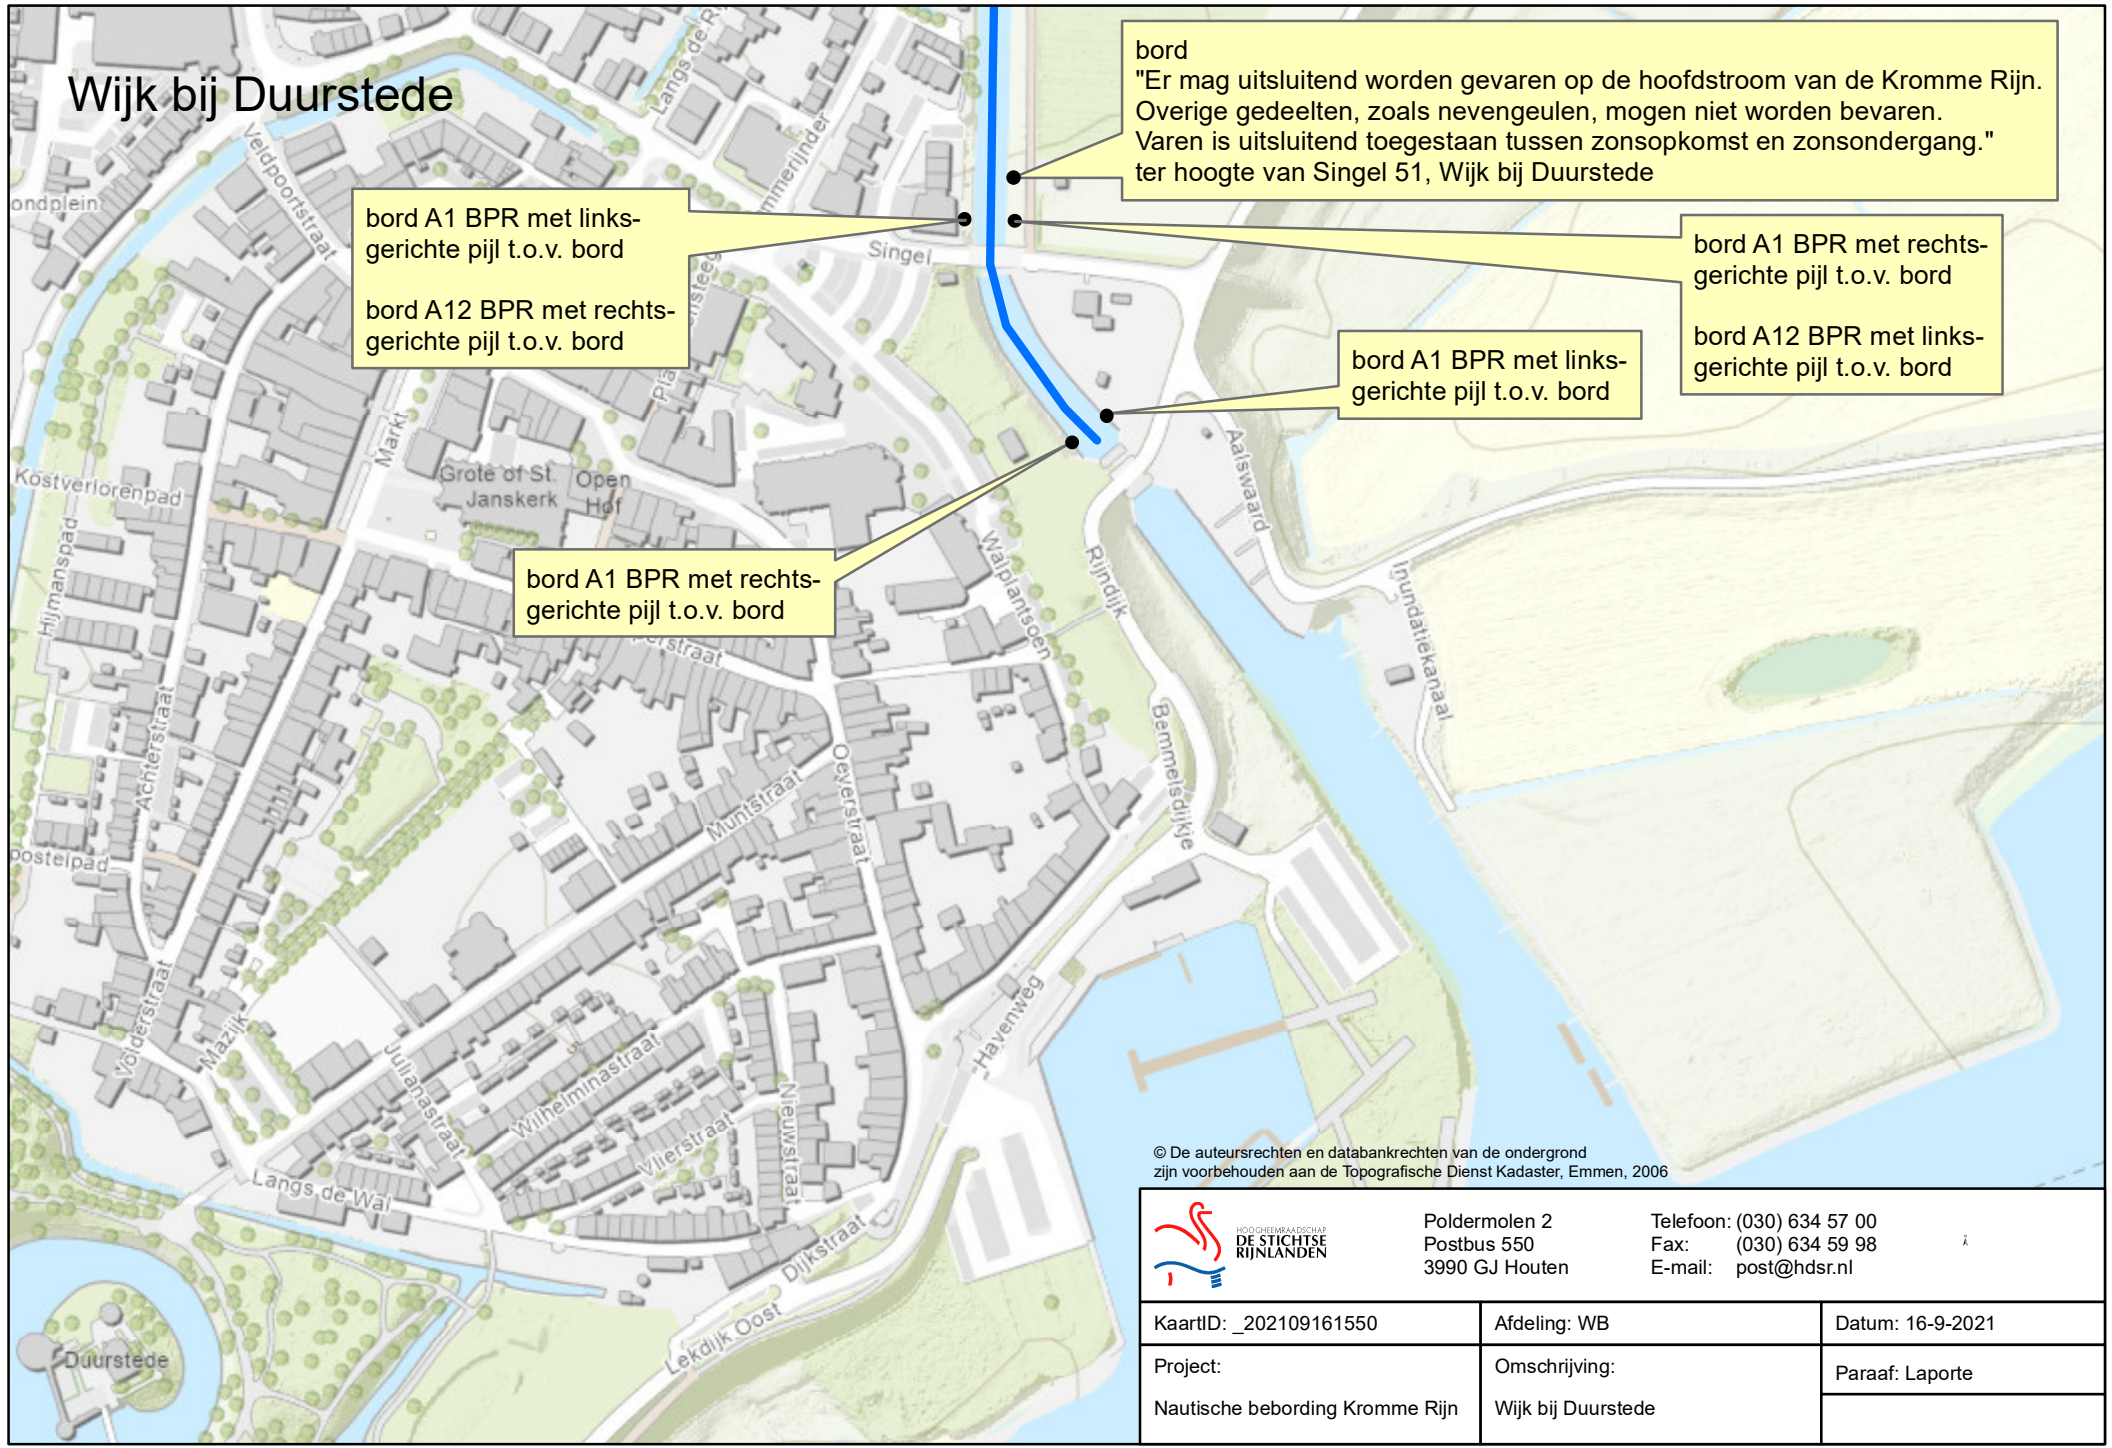 Wijk bij Duurstede
bord
"Er mag uitsluitend worden gevaren op de hoofdstroom van de Kromme Rijn.
Overige gedeelten, zoals nevengeulen, mogen niet worden bevaren.
Varen is uitsluitend toegestaan tussen zonsopkomst en zonsondergang."
ter hoogte van Singel 51, Wijk bij Duurstede
bord A1 BPR met links-
gerichte pijl t.o.v. bord
bord A12 BPR met rechts-
gerichte pijl t.o.v. bord
bord A1 BPR met rechts-
gerichte pijl t.o.v. bord
bord A12 BPR met links-
gerichte pijl t.o.v. bord
bord A1 BPR met links-
gerichte pijl t.o.v. bord
bord A1 BPR met rechts-
gerichte pijl t.o.v. bord
Veldpoortstraat
Singel
Markt
Grote of St.
Janskerk
Open
Hof
Kostverlorenpad
Hijmanspad
Achterstraat
Walplantsoen
Rijndijk
Aalswaard
Inundatiekanaal
Bemmelsdijkje
Oeverstraat
Muntstraat
Volderstraat
Mazijk
Julianastraat
Wilhelminastraat
Vlierstraat
Nieuwstraat
Havenweg
Langs de Wal
Dijkstraat
Lekdijk Oost
Duurstede
© De auteursrechten en databankrechten van de ondergrond
zijn voorbehouden aan de Topografische Dienst Kadaster, Emmen, 2006
HOOGHEEMRAADSCHAP
DE STICHTSE
RIJNLANDEN
Poldermolen 2
Postbus 550
3990 GJ Houten
Telefoon: (030) 634 57 00
Fax: (030) 634 59 98
E-mail: post@hdsr.nl
KaartID: _202109161550
Afdeling: WB
Datum: 16-9-2021
Project:
Nautische bebording Kromme Rijn
Omschrijving:
Wijk bij Duurstede
Paraaf: Laporte